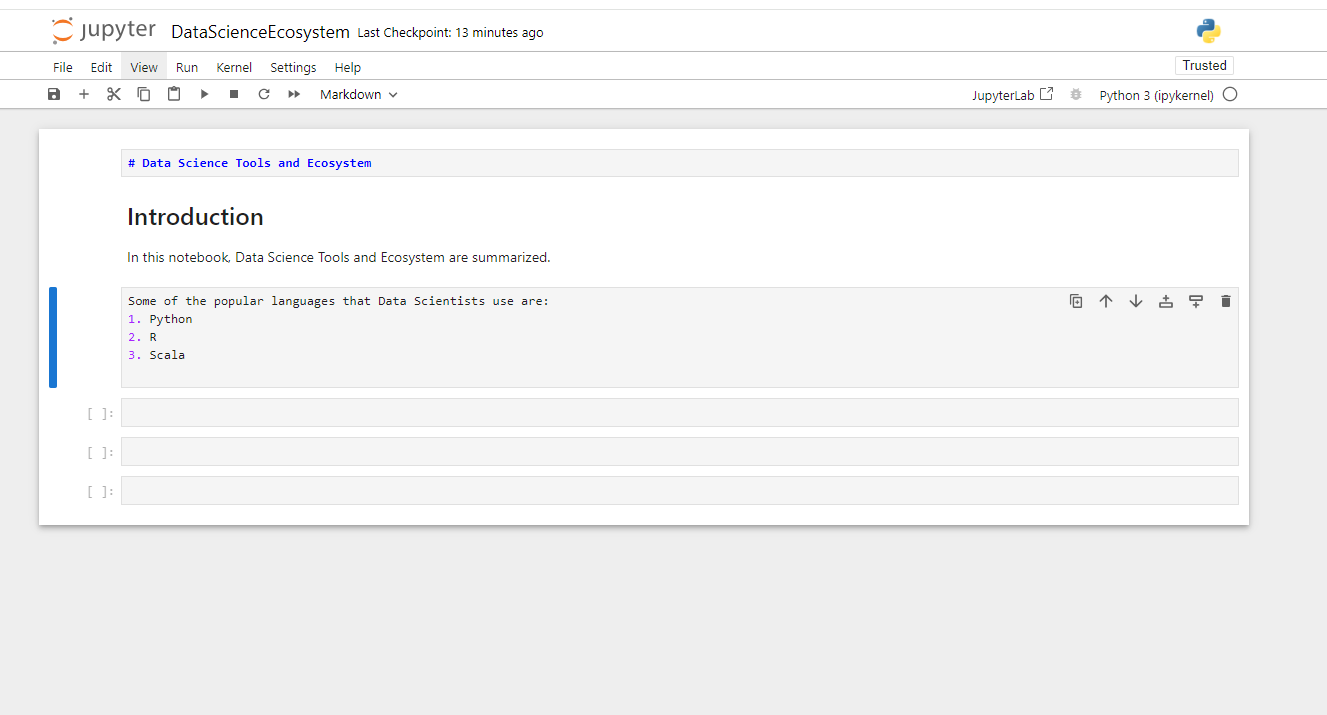 jupyter DataScienceEcosystem Last Checkpoint: 13 minutes ago
File Edit View Run Kernel Settings Help Trusted
Markdown JupyterLab Python 3 (ipykernel)
# Data Science Tools and Ecosystem
Introduction
In this notebook, Data Science Tools and Ecosystem are summarized.
Some of the popular languages that Data Scientists use are:
1. Python
2. R
3. Scala
[ ]:
[ ]:
[ ]: